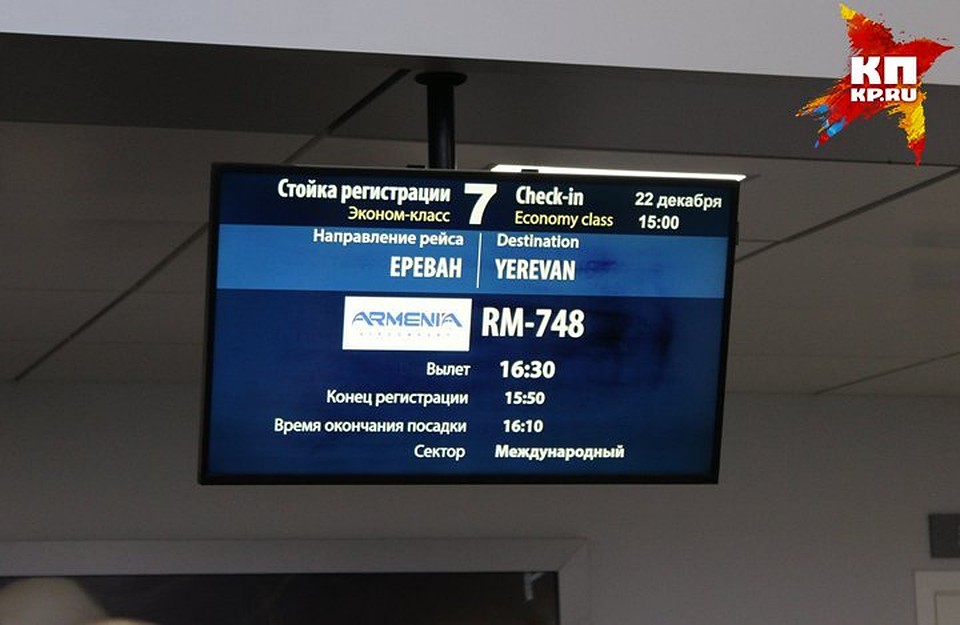 КП
KP.RU
Стойка регистрации 7 Check-in 22 декабря
Эконом-класс Economy class 15:00
Направление рейса Destination
ЕРЕВАН YEREVAN
ARMENIA RM-748
Вылет 16:30
Конец регистрации 15:50
Время окончания посадки 16:10
Сектор Международный